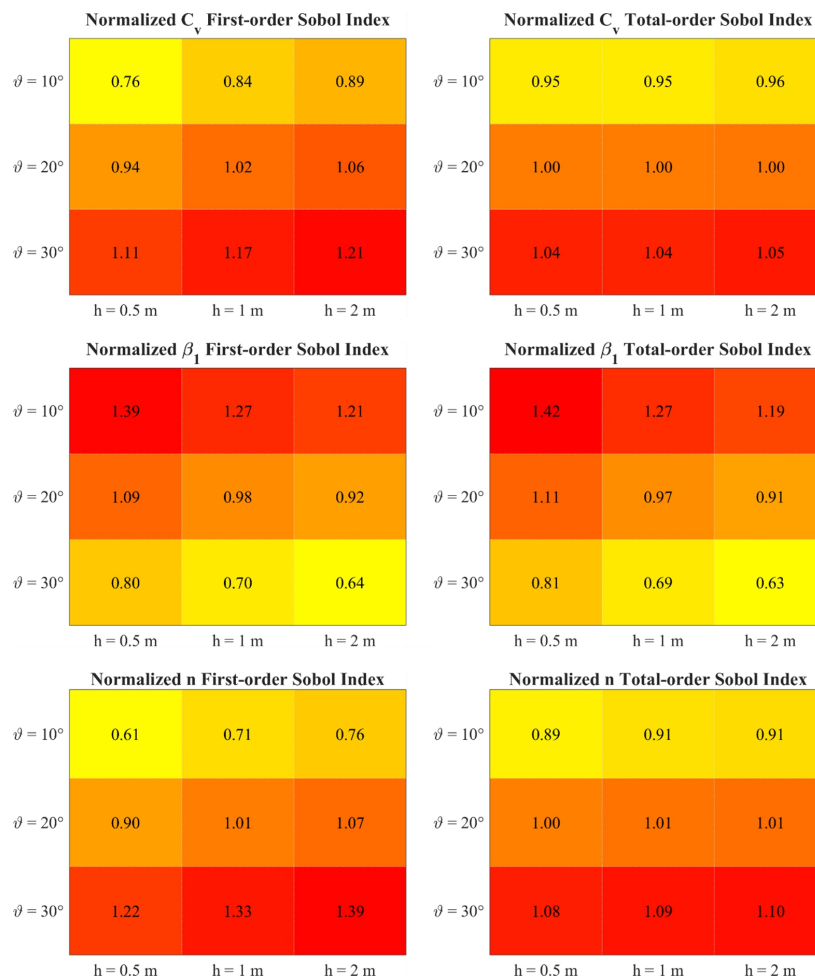 Normalized C_v First-order Sobol Index
Normalized C_v Total-order Sobol Index
ϑ = 10° 0.76 0.84 0.89
ϑ = 10° 0.95 0.95 0.96
ϑ = 20° 0.94 1.02 1.06
ϑ = 20° 1.00 1.00 1.00
ϑ = 30° 1.11 1.17 1.21
ϑ = 30° 1.04 1.04 1.05
h = 0.5 m h = 1 m h = 2 m
h = 0.5 m h = 1 m h = 2 m
Normalized β_1 First-order Sobol Index
Normalized β_1 Total-order Sobol Index
ϑ = 10° 1.39 1.27 1.21
ϑ = 10° 1.42 1.27 1.19
ϑ = 20° 1.09 0.98 0.92
ϑ = 20° 1.11 0.97 0.91
ϑ = 30° 0.80 0.70 0.64
ϑ = 30° 0.81 0.69 0.63
h = 0.5 m h = 1 m h = 2 m
h = 0.5 m h = 1 m h = 2 m
Normalized n First-order Sobol Index
Normalized n Total-order Sobol Index
ϑ = 10° 0.61 0.71 0.76
ϑ = 10° 0.89 0.91 0.91
ϑ = 20° 0.90 1.01 1.07
ϑ = 20° 1.00 1.01 1.01
ϑ = 30° 1.22 1.33 1.39
ϑ = 30° 1.08 1.09 1.10
h = 0.5 m h = 1 m h = 2 m
h = 0.5 m h = 1 m h = 2 m